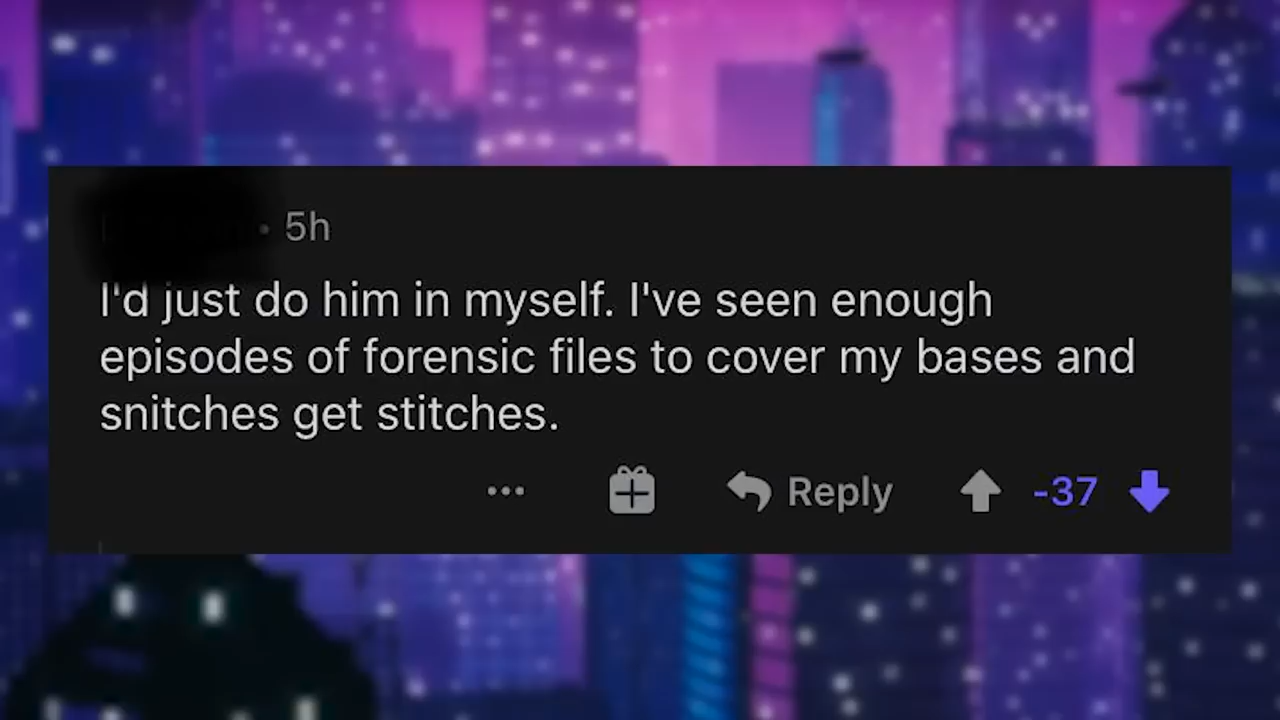 • 5h
I'd just do him in myself. I've seen enough
episodes of forensic files to cover my bases and
snitches get stitches.
... Reply -37